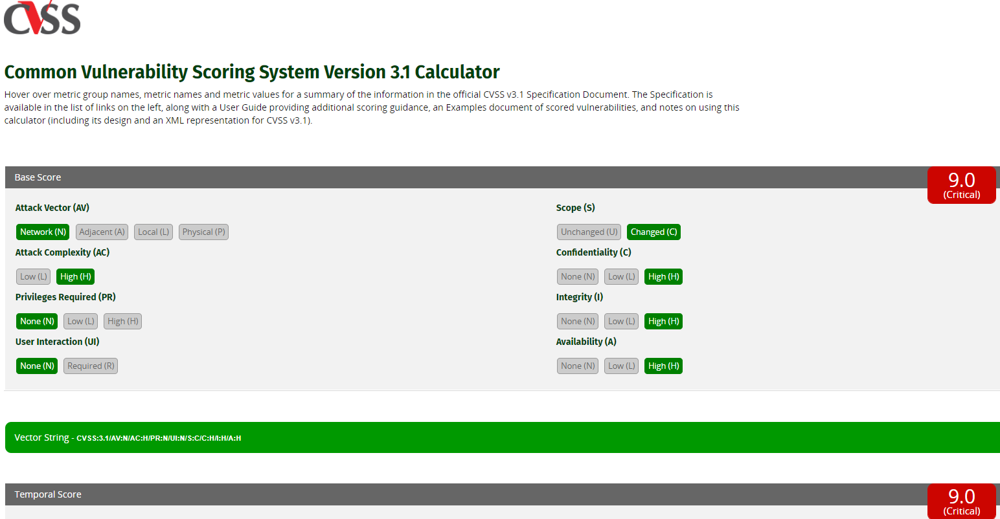 CVSS
Common Vulnerability Scoring System Version 3.1 Calculator
Hover over metric group names, metric names and metric values for a summary of the information in the official CVSS v3.1 Specification Document. The Specification is
available in the list of links on the left, along with a User Guide providing additional scoring guidance, an Examples document of scored vulnerabilities, and notes on using this
calculator (including its design and an XML representation for CVSS v3.1).
Base Score
9.0
(Critical)
Attack Vector (AV)
Network (N) Adjacent (A) Local (L) Physical (P)
Attack Complexity (AC)
Low (L) High (H)
Privileges Required (PR)
None (N) Low (L) High (H)
User Interaction (UI)
None (N) Required (R)
Scope (S)
Unchanged (U) Changed (C)
Confidentiality (C)
None (N) Low (L) High (H)
Integrity (I)
None (N) Low (L) High (H)
Availability (A)
None (N) Low (L) High (H)
Vector String - CVSS:3.1/AV:N/AC:H/PR:N/UI:N/S:C/C:H/I:H/A:H
Temporal Score
9.0
(Critical)